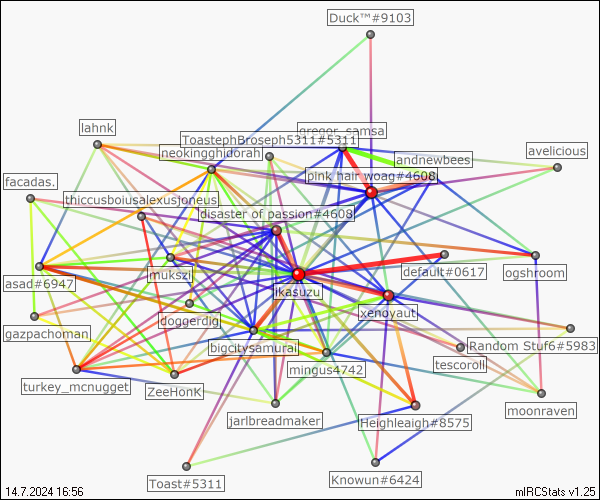 Duck™#9103
gregor_samsa
lahnk
ToastephBroseph5311#5311
neokingghidorah
avelicious
andnewbees
pink hair woag#4608
facadas.
thiccusboiusalexusjoneus
disaster of passion#4608
mukszi
default#0617
ogshroom
asad#6947
ikasuzu
xenoyaut
doggerdig
gazpachoman
bigcitysamurai
Random Stuf6#5983
tescoroll
mingus4742
turkey_mcnugget
ZeeHonK
moonraven
jarlbreadmaker
Heighleaigh#8575
Toast#5311
Knowun#6424
14.7.2024 16:56
mIRCStats v1.25